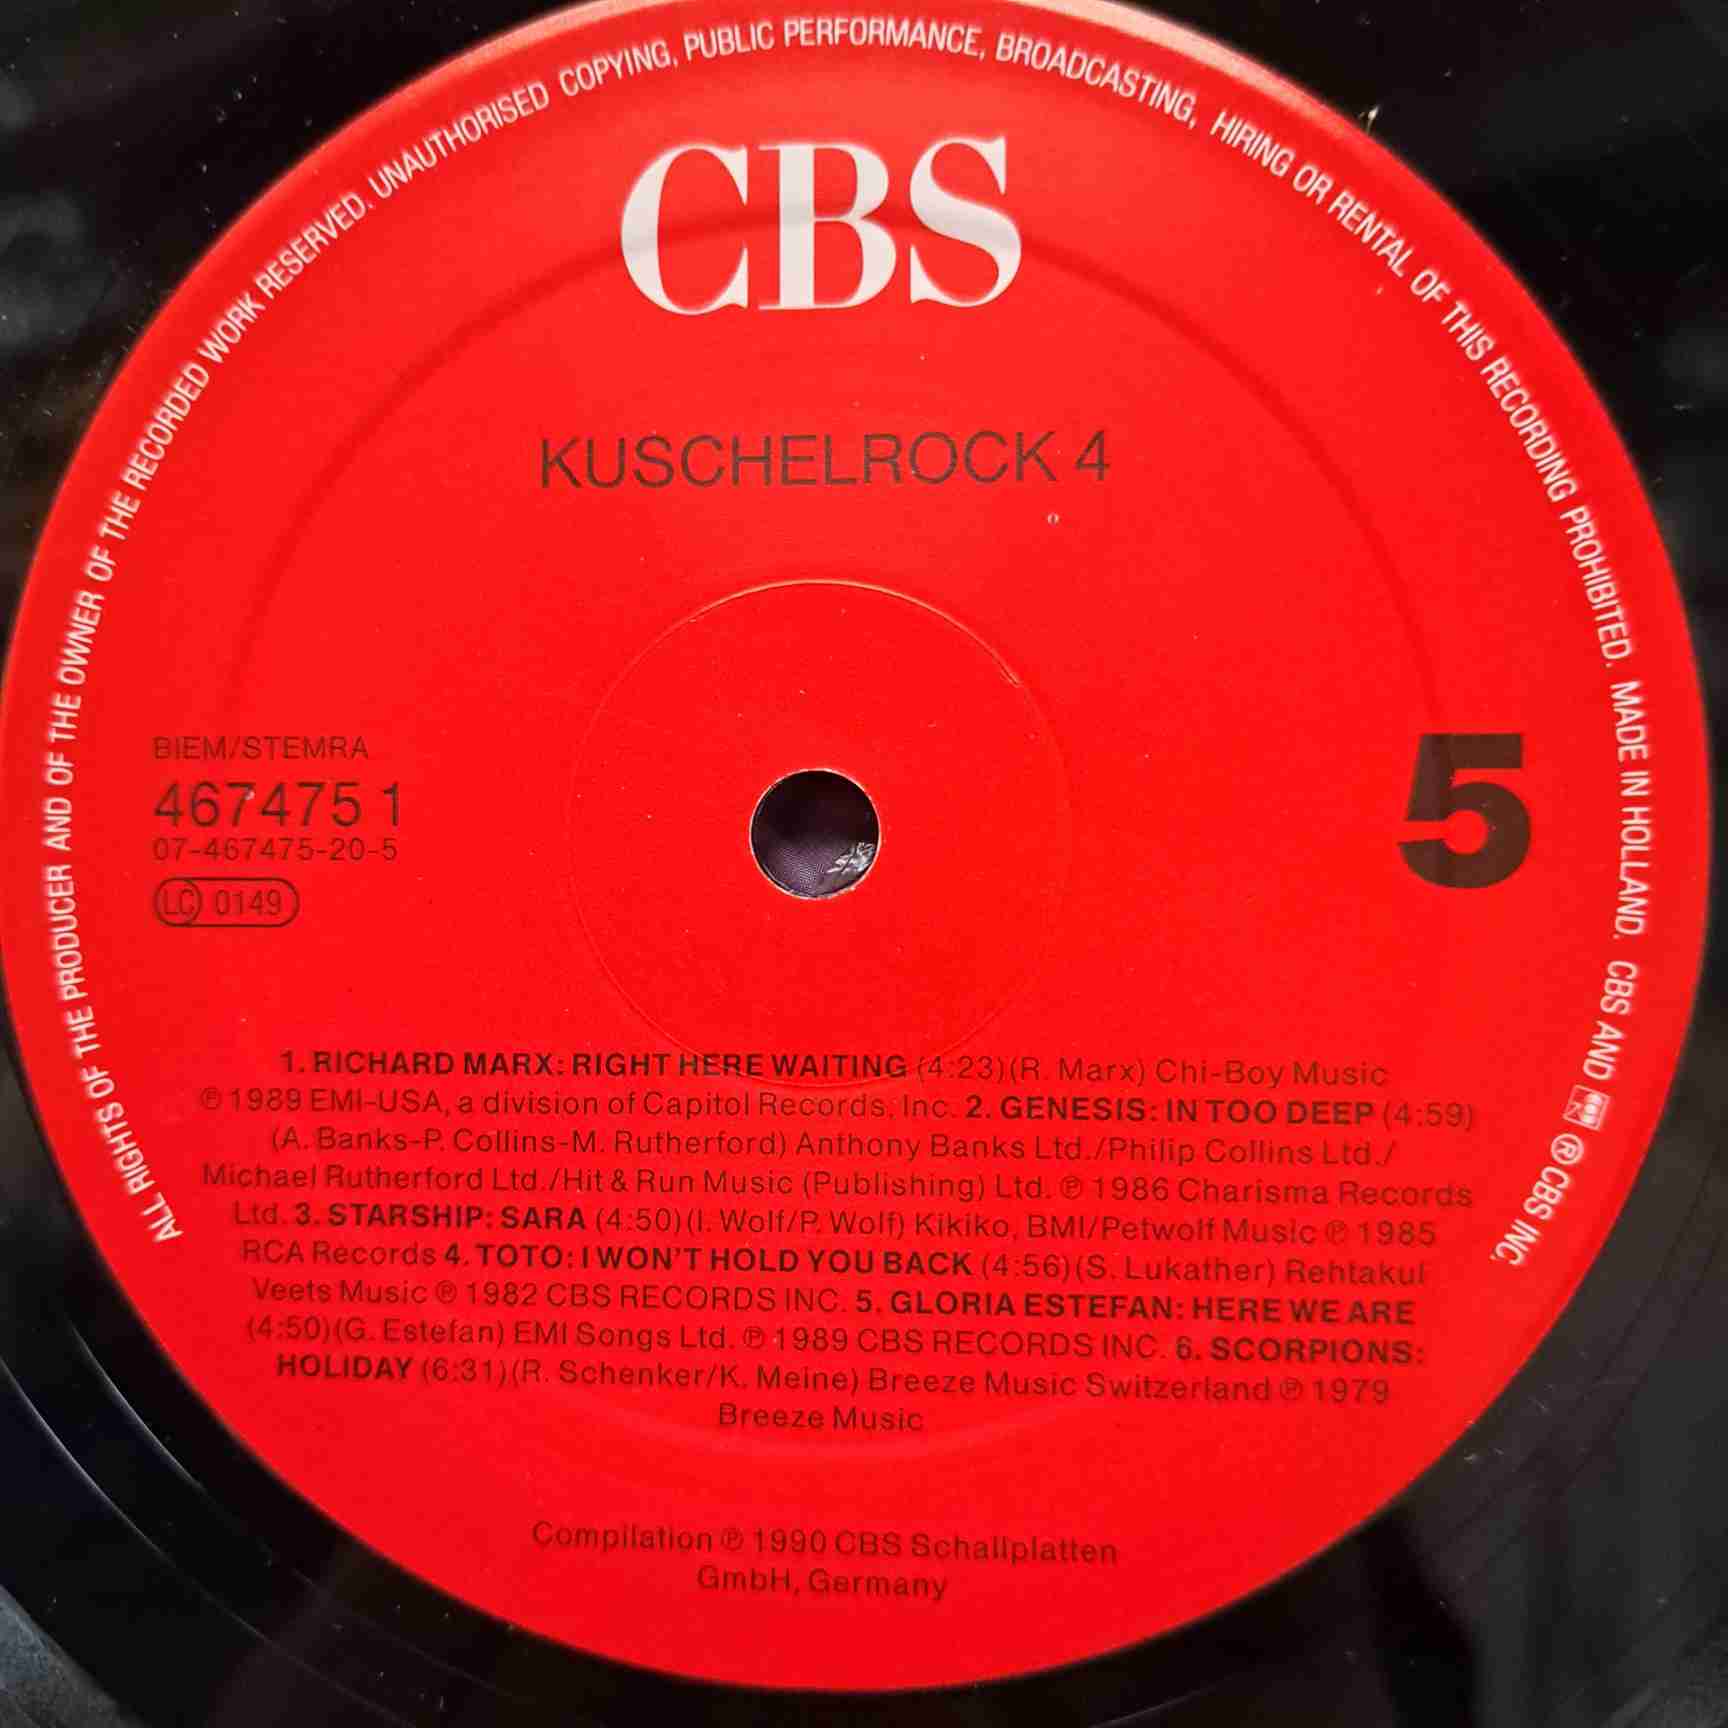 ALL RIGHTS OF THE PRODUCER AND OF THE OWNER OF THE RECORDED WORK RESERVED. UNAUTHORISED COPYING, PUBLIC PERFORMANCE, BROADCASTING, HIRING OR RENTAL OF THIS RECORDING PROHIBITED. MADE IN HOLLAND. CBS AND ® CBS INC.
CBS
KUSCHELROCK 4
BIEM/STEMRA
467475 1
07-467475-20-5
LC 0149
5
1. RICHARD MARX: RIGHT HERE WAITING (4:23)(R. Marx) Chi-Boy Music
℗ 1989 EMI-USA, a division of Capitol Records, Inc. 2. GENESIS: IN TOO DEEP (4:59)
(A. Banks-P. Collins-M. Rutherford) Anthony Banks Ltd./Philip Collins Ltd./
Michael Rutherford Ltd./Hit & Run Music (Publishing) Ltd. ℗ 1986 Charisma Records
Ltd. 3. STARSHIP: SARA (4:50)(I. Wolf/P. Wolf) Kikiko, BMI/Petwolf Music ℗ 1985
RCA Records 4. TOTO: I WON'T HOLD YOU BACK (4:56)(S. Lukather) Rehtakul
Veets Music ℗ 1982 CBS RECORDS INC. 5. GLORIA ESTEFAN: HERE WE ARE
(4:50)(G. Estefan) EMI Songs Ltd. ℗ 1989 CBS RECORDS INC. 6. SCORPIONS:
HOLIDAY (6:31)(R. Schenker/K. Meine) Breeze Music Switzerland ℗ 1979
Breeze Music
Compilation ℗ 1990 CBS Schallplatten
GmbH, Germany